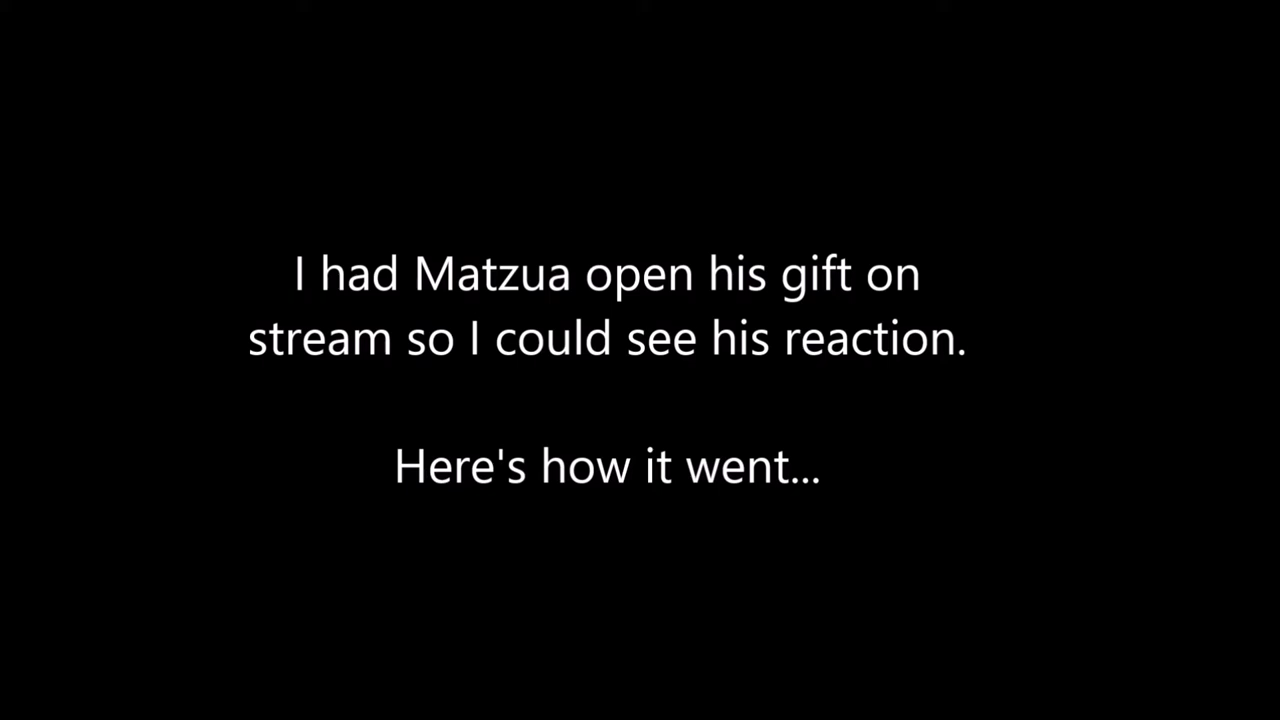 I had Matzua open his gift on
stream so I could see his reaction.
Here's how it went...